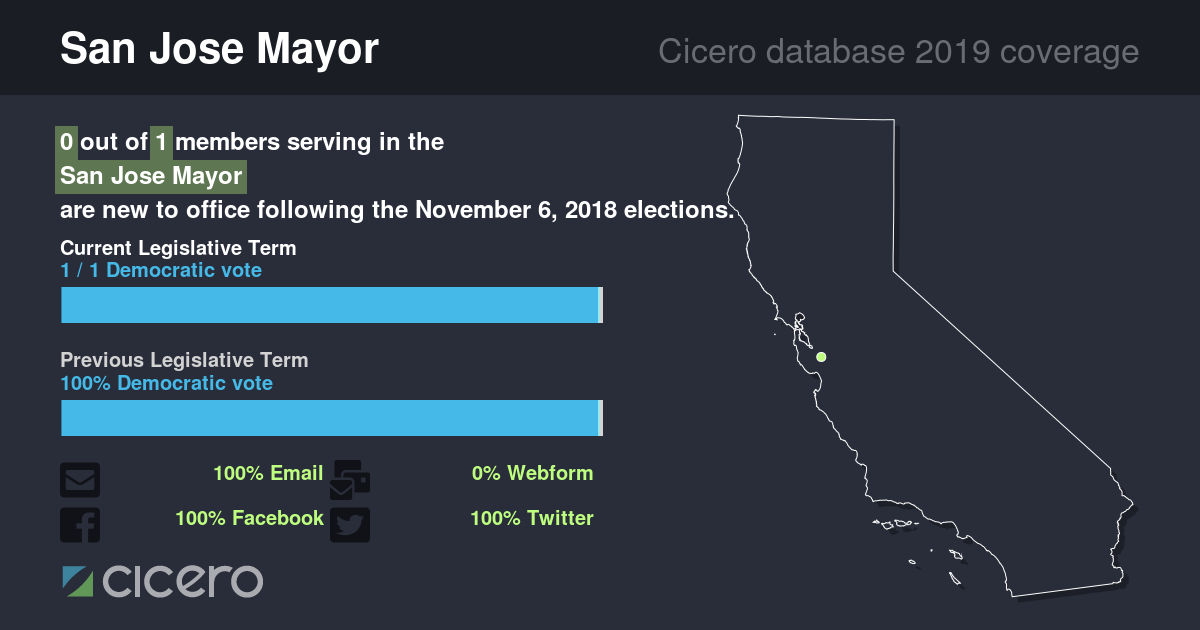 San Jose Mayor
Cicero database 2019 coverage
0 out of 1 members serving in the
San Jose Mayor
are new to office following the November 6, 2018 elections.
Current Legislative Term
1 / 1 Democratic vote
Previous Legislative Term
100% Democratic vote
100% Email
0% Webform
100% Facebook
100% Twitter
cicero